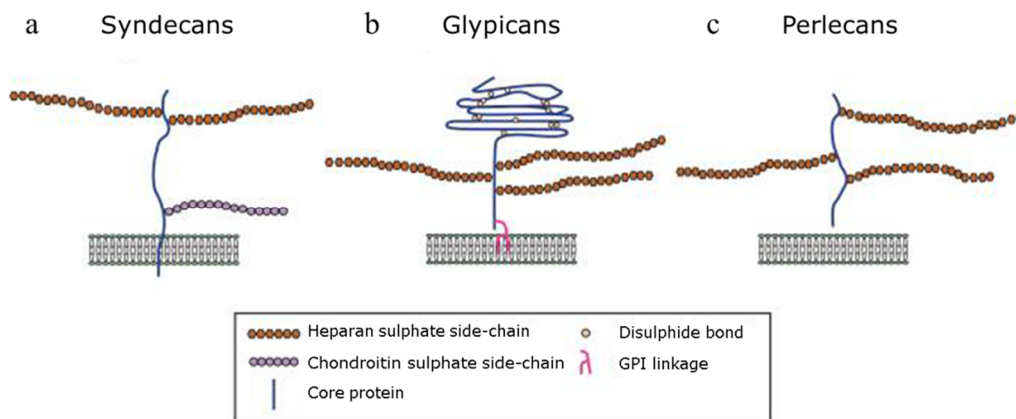 a Syndecans
b Glypicans
c Perlecans
Heparan sulphate side-chain
Chondroitin sulphate side-chain
Core protein
Disulphide bond
GPI linkage